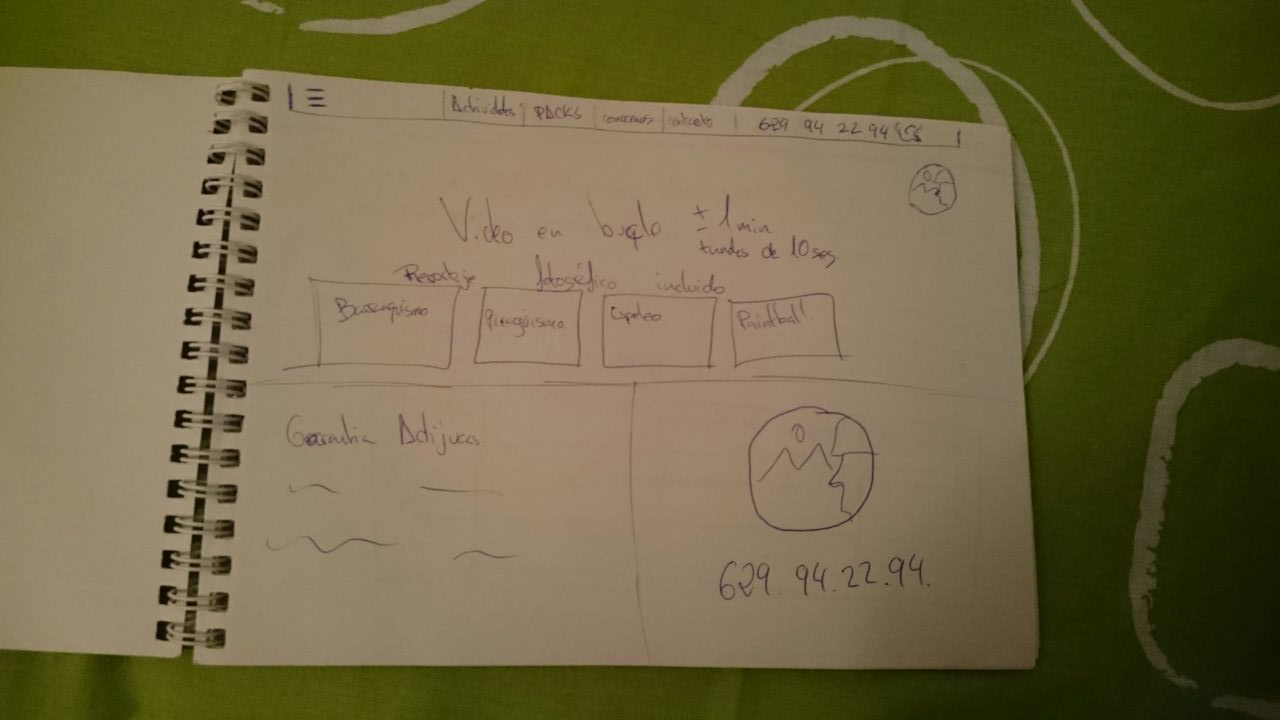 Actividades PACKS conocenos contacto 629 94 22 94
Video en bucle ± 1 min
tandas de 10 seg
Reportaje fotográfico incluido
Barranquismo Piragüismo Espeleo Paintball
Garantia Actijucar
629. 94.22.94.